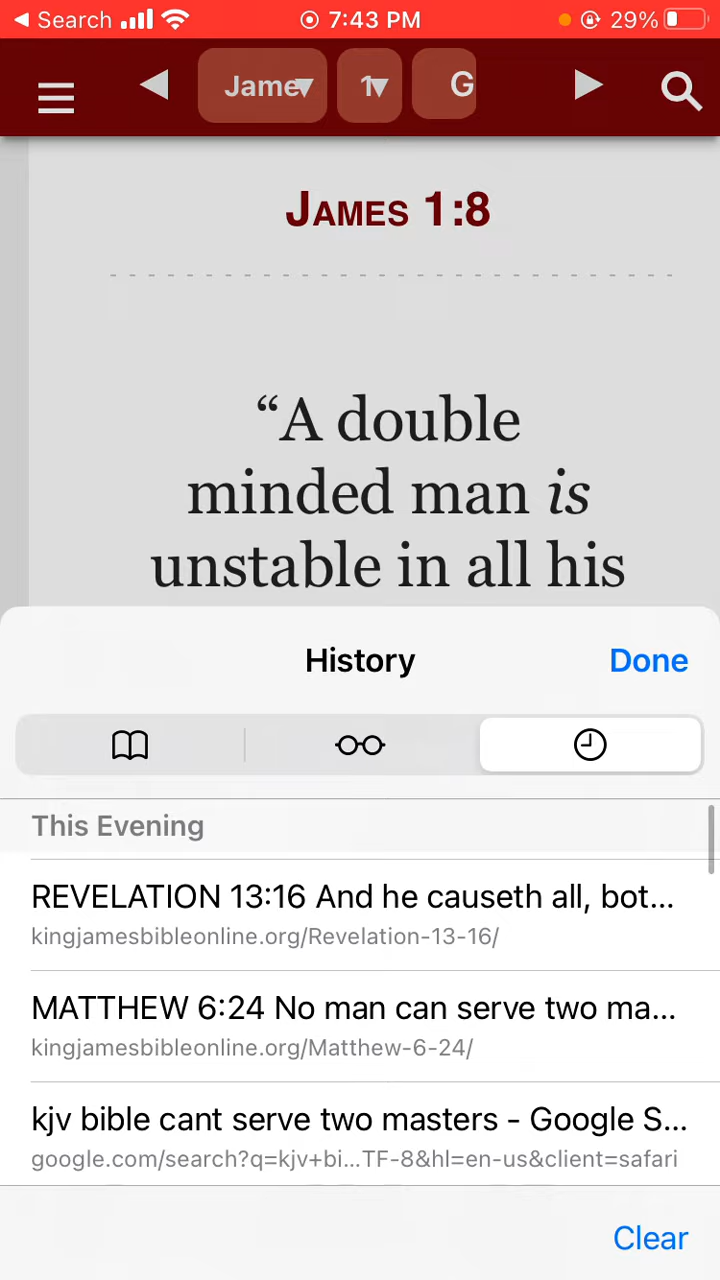 Search 7:43 PM 29%
Jame 1 G
JAMES 1:8
“A double
minded man is
unstable in all his
History Done
This Evening
REVELATION 13:16 And he causeth all, bot...
kingjamesbibleonline.org/Revelation-13-16/
MATTHEW 6:24 No man can serve two ma...
kingjamesbibleonline.org/Matthew-6-24/
kjv bible cant serve two masters - Google S...
google.com/search?q=kjv+bi...TF-8&hl=en-us&client=safari
Clear